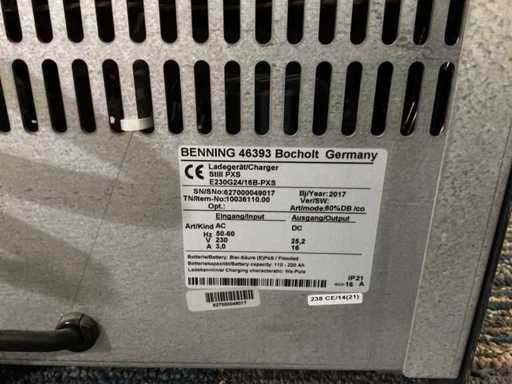 BENNING 46393 Bocholt Germany
CE Ladegerät/Charger
Still PXS
E230G24/16B-PXS
SN/SNo:627000049017 Bj/Year: 2017
TN/Item-No:10036110.00 Ver/SW:
Opt.: Art/mode:60%DB /co
Eingang/Input Ausgang/Output
Art/Kind AC DC
Hz 50-60
V 230 25,2
A 3,0 16
Batterie/Battery: Blei-Säure (E)PzS / Flooded
Batteriekapazität/Battery capacity: 110 - 200 Ah
Ladekennlinie/ Charging characteristic: Wa-Puls
IP21
16 A
627000049017
238 CE/14(21)